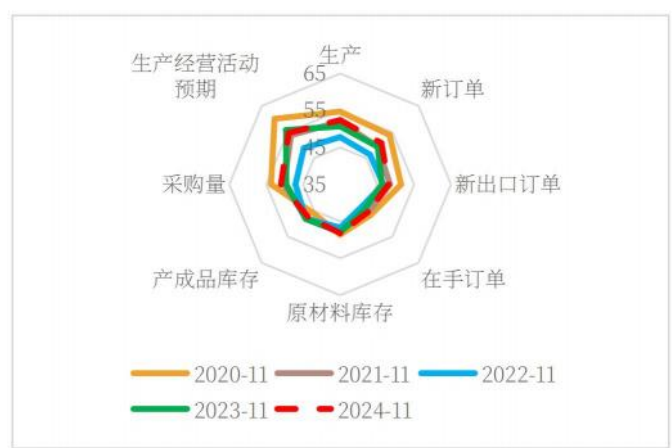 生产
生产经营活动
预期
65
新订单
55
45
采购量
35
新出口订单
产成品库存
在手订单
原材料库存
2020-11
2021-11
2022-11
2023-11
2024-11